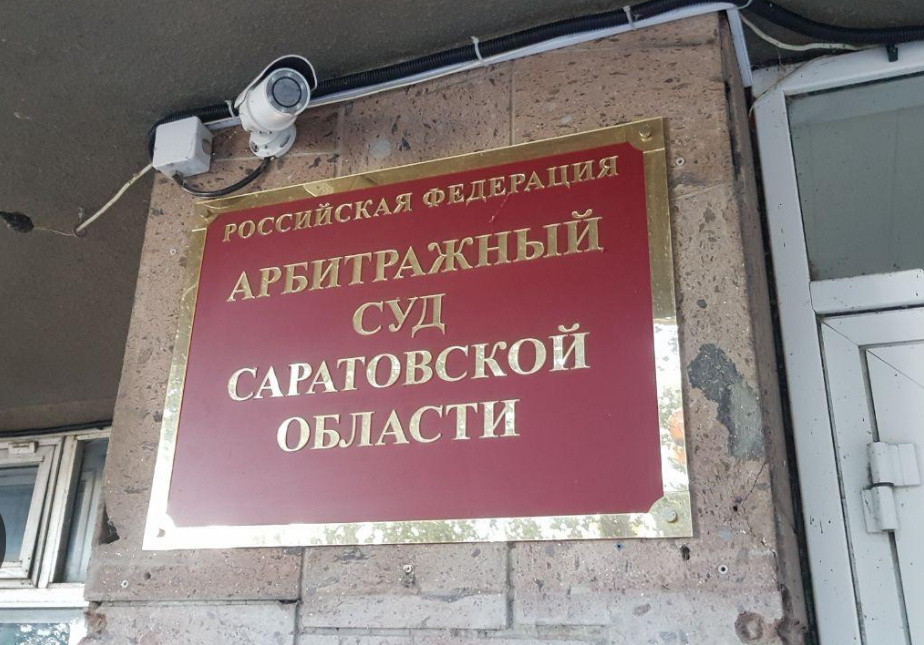 РОССИЙСКАЯ ФЕДЕРАЦИЯ
АРБИТРАЖНЫЙ
СУД
САРАТОВСКОЙ
ОБЛАСТИ